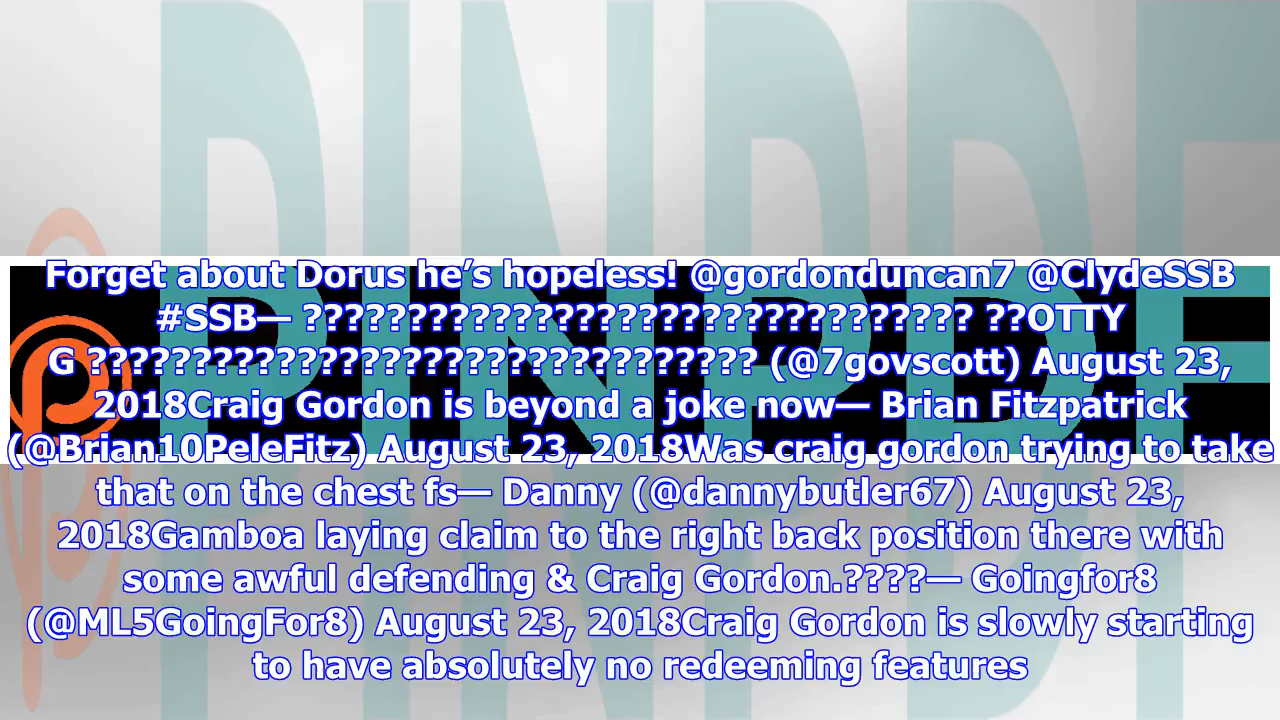 Forget about Dorus he’s hopeless! @gordonduncan7 @ClydeSSB
#SSB— ???????????????????????????????? ??OTTY
G ???????????????????????????????? (@7govscott) August 23,
2018Craig Gordon is beyond a joke now— Brian Fitzpatrick
(@Brian10PeleFitz) August 23, 2018Was craig gordon trying to take
that on the chest fs— Danny (@dannybutler67) August 23,
2018Gamboa laying claim to the right back position there with
some awful defending & Craig Gordon.????— Goingfor8
(@ML5GoingFor8) August 23, 2018Craig Gordon is slowly starting
to have absolutely no redeeming features